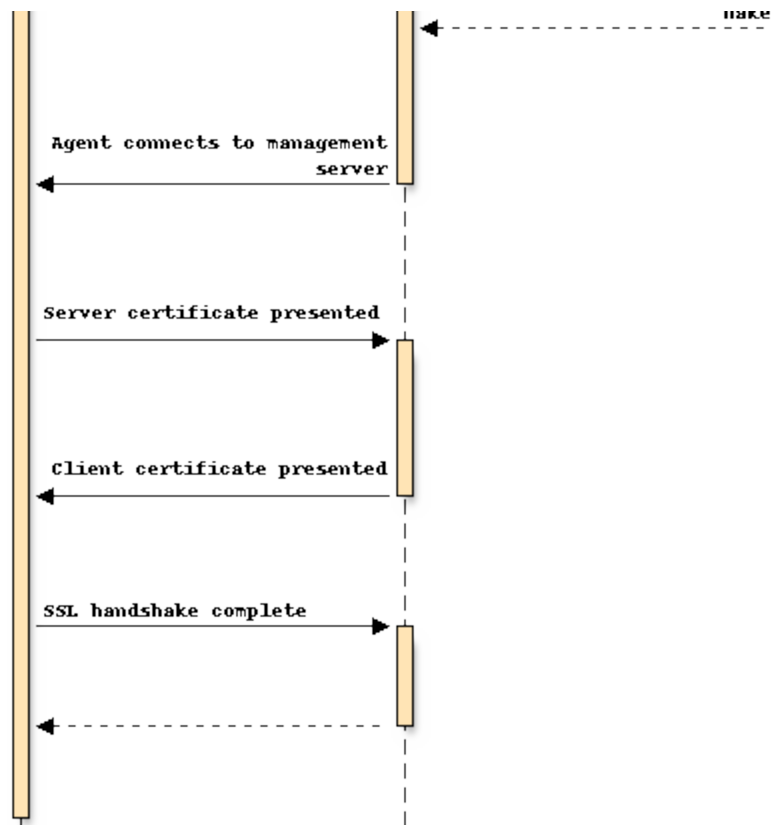 Agent connects to management
server
Server certificate presented
Client certificate presented
SSL handshake complete